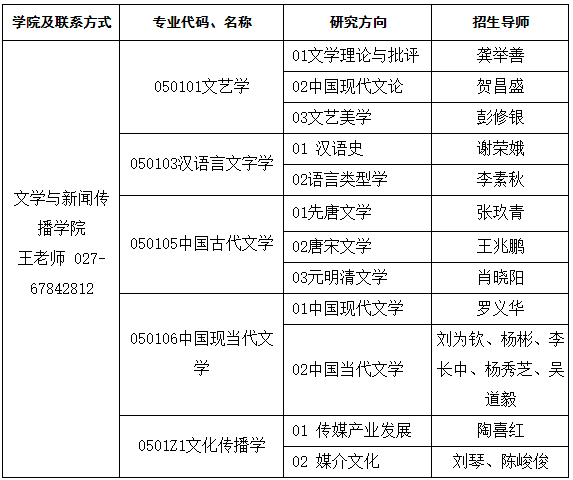 学院及联系方式 专业代码、名称 研究方向 招生导师
文学与新闻传
播学院
王老师 027-
67842812
050101文艺学
01文学理论与批评 龚举善
02中国现代文论 贺昌盛
03文艺美学 彭修银
050103汉语言文字学
01 汉语史 谢荣娥
02语言类型学 李素秋
050105中国古代文学
01先唐文学 张玖青
02唐宋文学 王兆鹏
03元明清文学 肖晓阳
050106中国现当代文
学
01中国现代文学 罗义华
02中国当代文学
刘为钦、杨彬、李
长中、杨秀芝、吴
道毅
0501Z1文化传播学
01 传媒产业发展 陶喜红
02 媒介文化 刘琴、陈峻俊